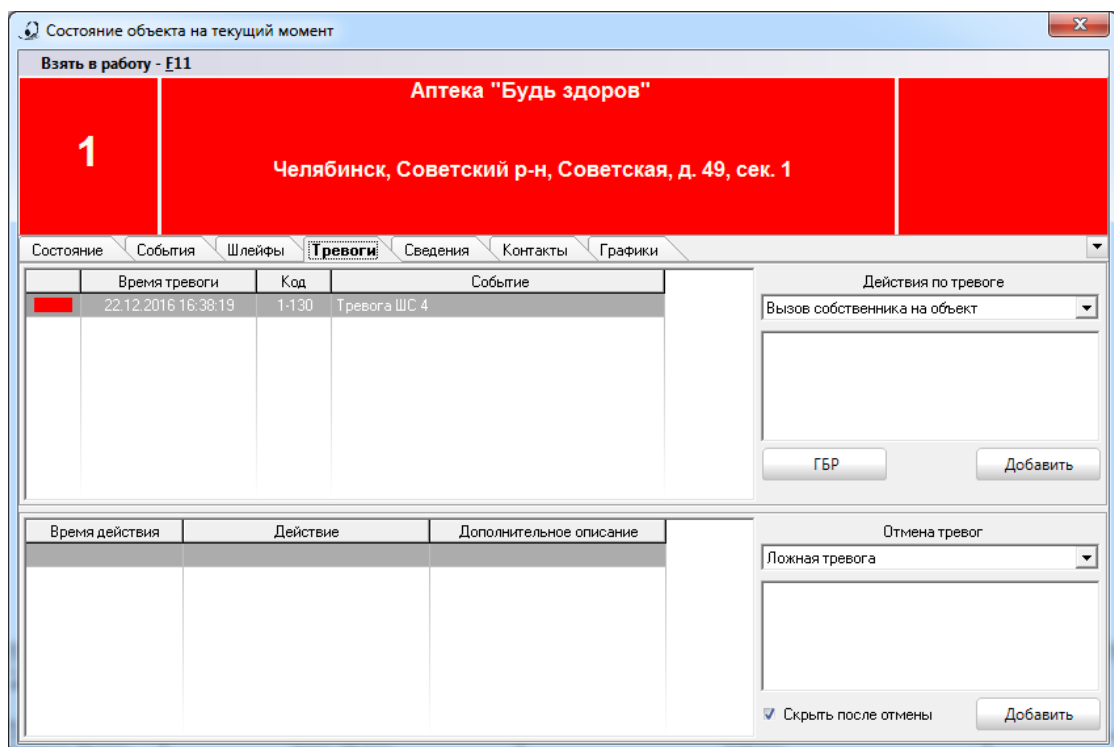 Состояние объекта на текущий момент
Взять в работу - F11
1
Аптека "Будь здоров"
Челябинск, Советский р-н, Советская, д. 49, сек. 1
Состояние События Шлейфы Тревоги Сведения Контакты Графики
Время тревоги Код Событие
22.12.2016 16:38:19 1-130 Тревога ШС 4
Действия по тревоге
Вызов собственника на объект
ГБР Добавить
Время действия Действие Дополнительное описание
Отмена тревог
Ложная тревога
Скрыть после отмены Добавить